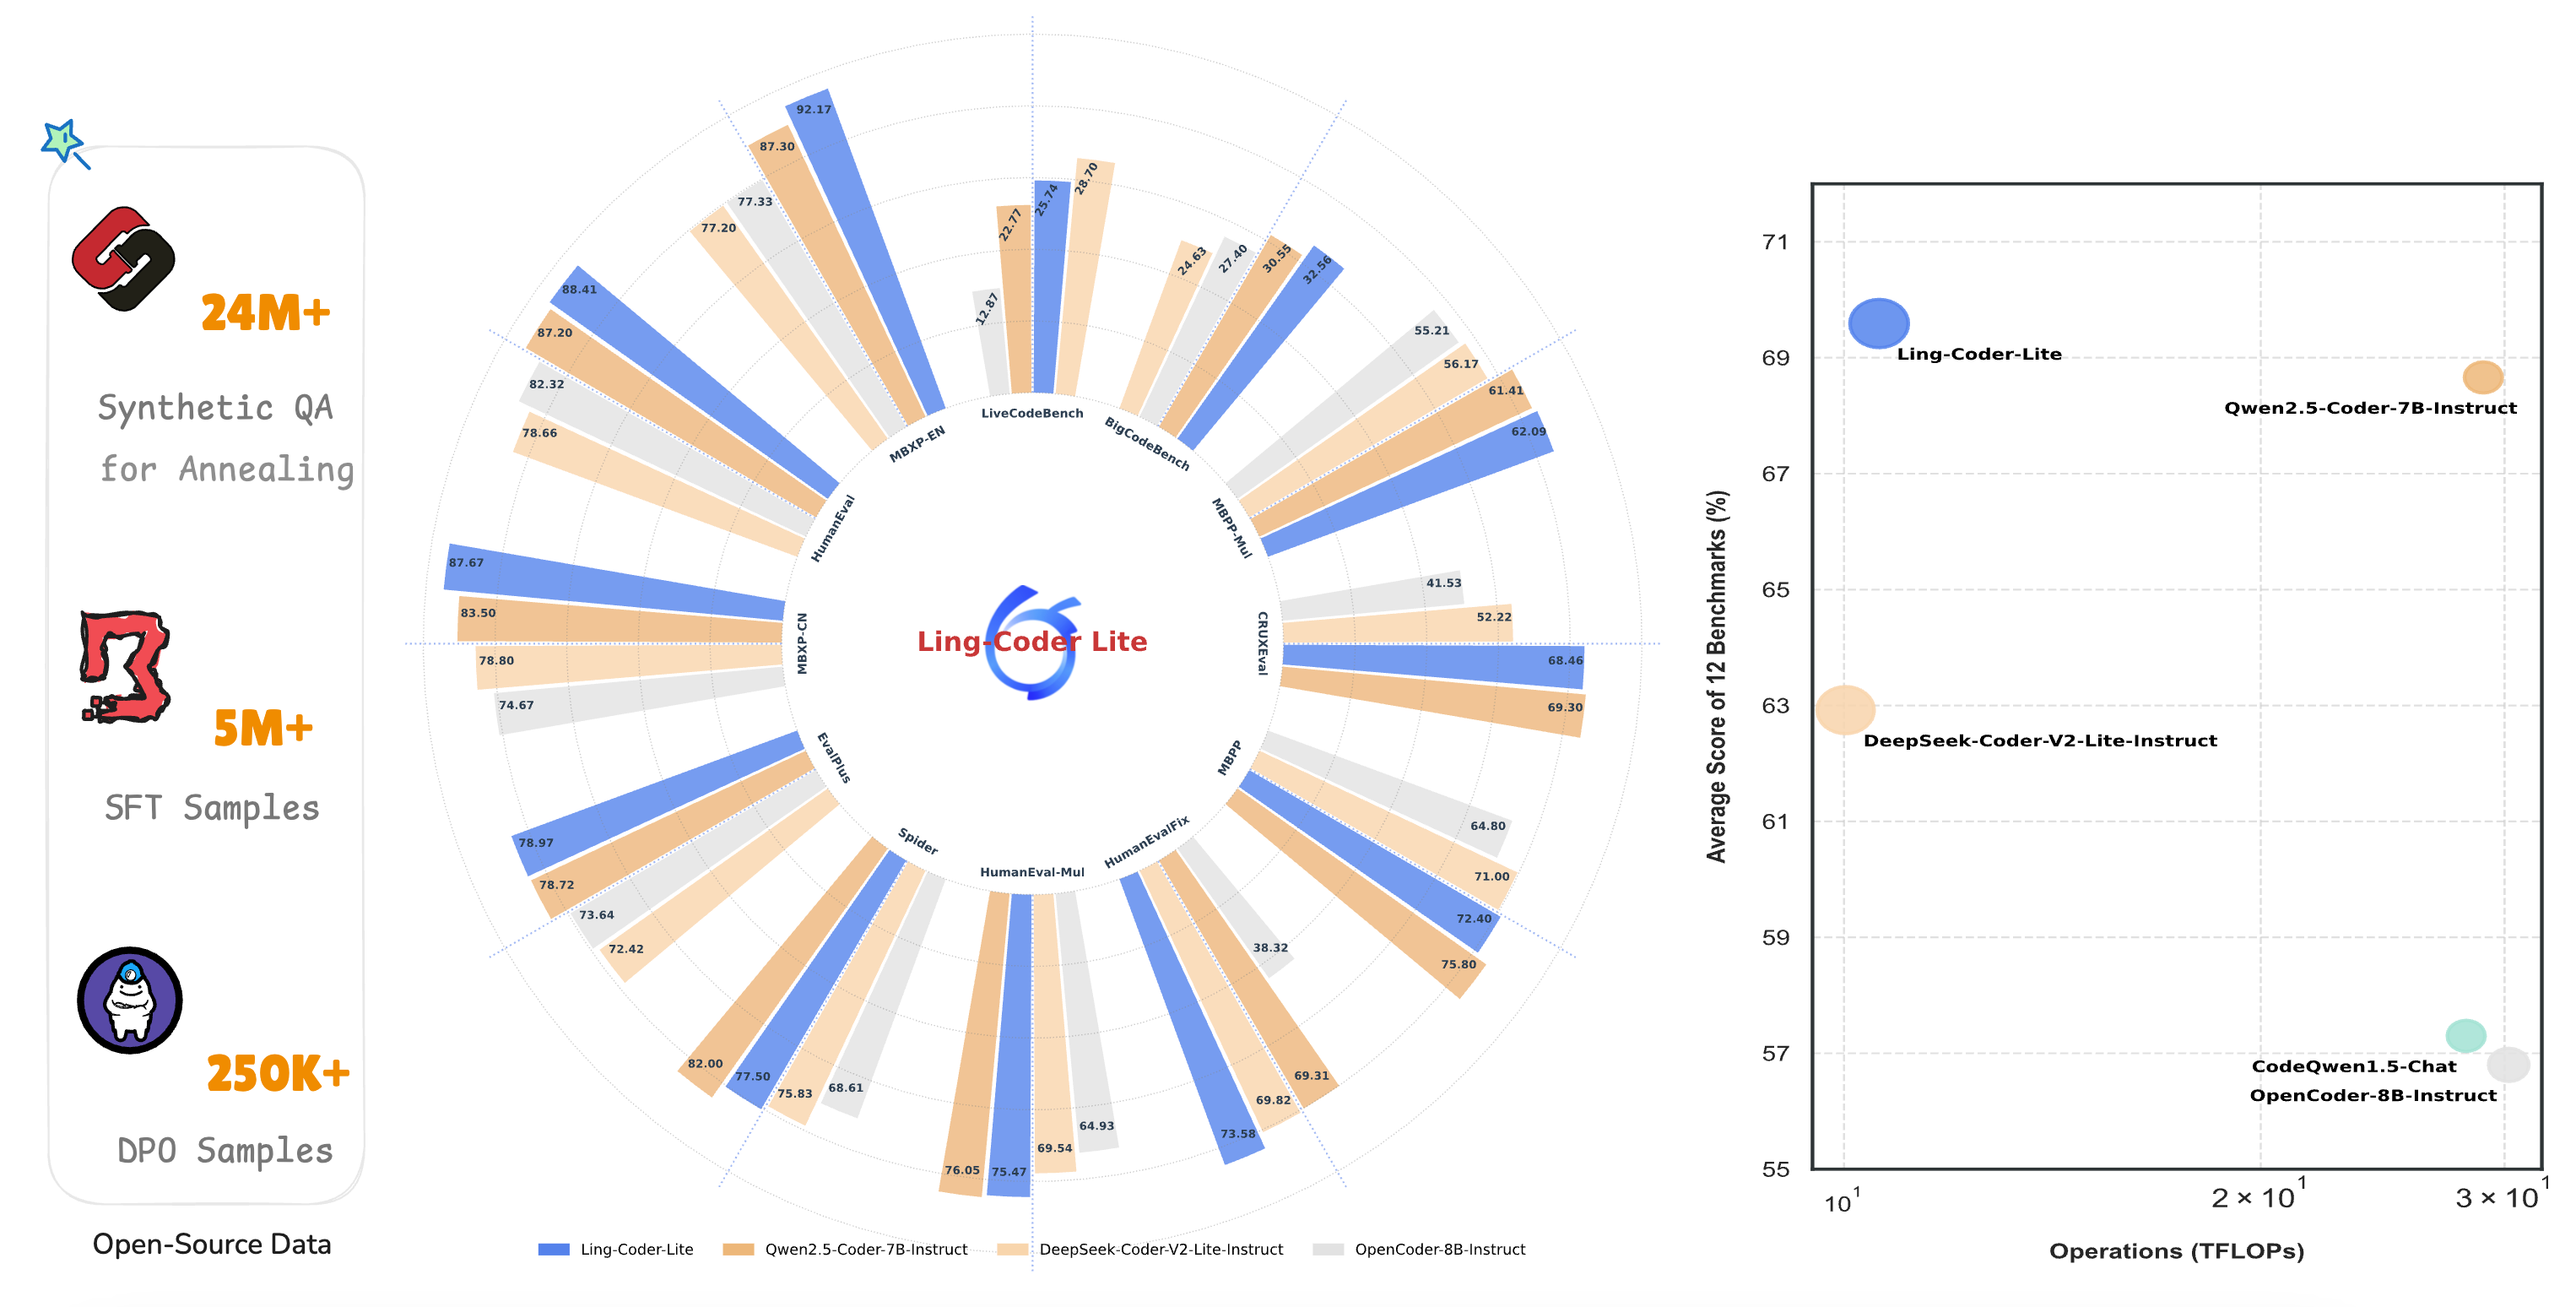 24M+
Synthetic QA
for Annealing
5M+
SFT Samples
250K+
DPO Samples
Open-Source Data
12.87
22.77
25.74
28.70
LiveCodeBench
24.63
27.40
30.55
32.56
BigCodeBench
55.21
56.17
61.41
62.09
MBPP-Mul
41.53
52.22
68.46
69.30
CRUXEval
64.80
71.00
72.40
75.80
MBPP
38.32
69.31
69.82
73.58
HumanEvalFix
64.93
69.54
75.47
76.05
HumanEval-Mul
68.61
75.83
77.50
82.00
Spider
72.42
73.64
78.72
78.97
EvalPlus
74.67
78.80
83.50
87.67
MBXP-CN
78.66
82.32
87.20
88.41
HumanEval
77.20
77.33
87.30
92.17
MBXP-EN
Ling-Coder Lite
Ling-Coder-Lite
Qwen2.5-Coder-7B-Instruct
DeepSeek-Coder-V2-Lite-Instruct
OpenCoder-8B-Instruct
Average Score of 12 Benchmarks (%)
71
69
67
65
63
61
59
57
55
Ling-Coder-Lite
Qwen2.5-Coder-7B-Instruct
DeepSeek-Coder-V2-Lite-Instruct
CodeQwen1.5-Chat
OpenCoder-8B-Instruct
10¹
2 × 10¹
3 × 10¹
Operations (TFLOPs)